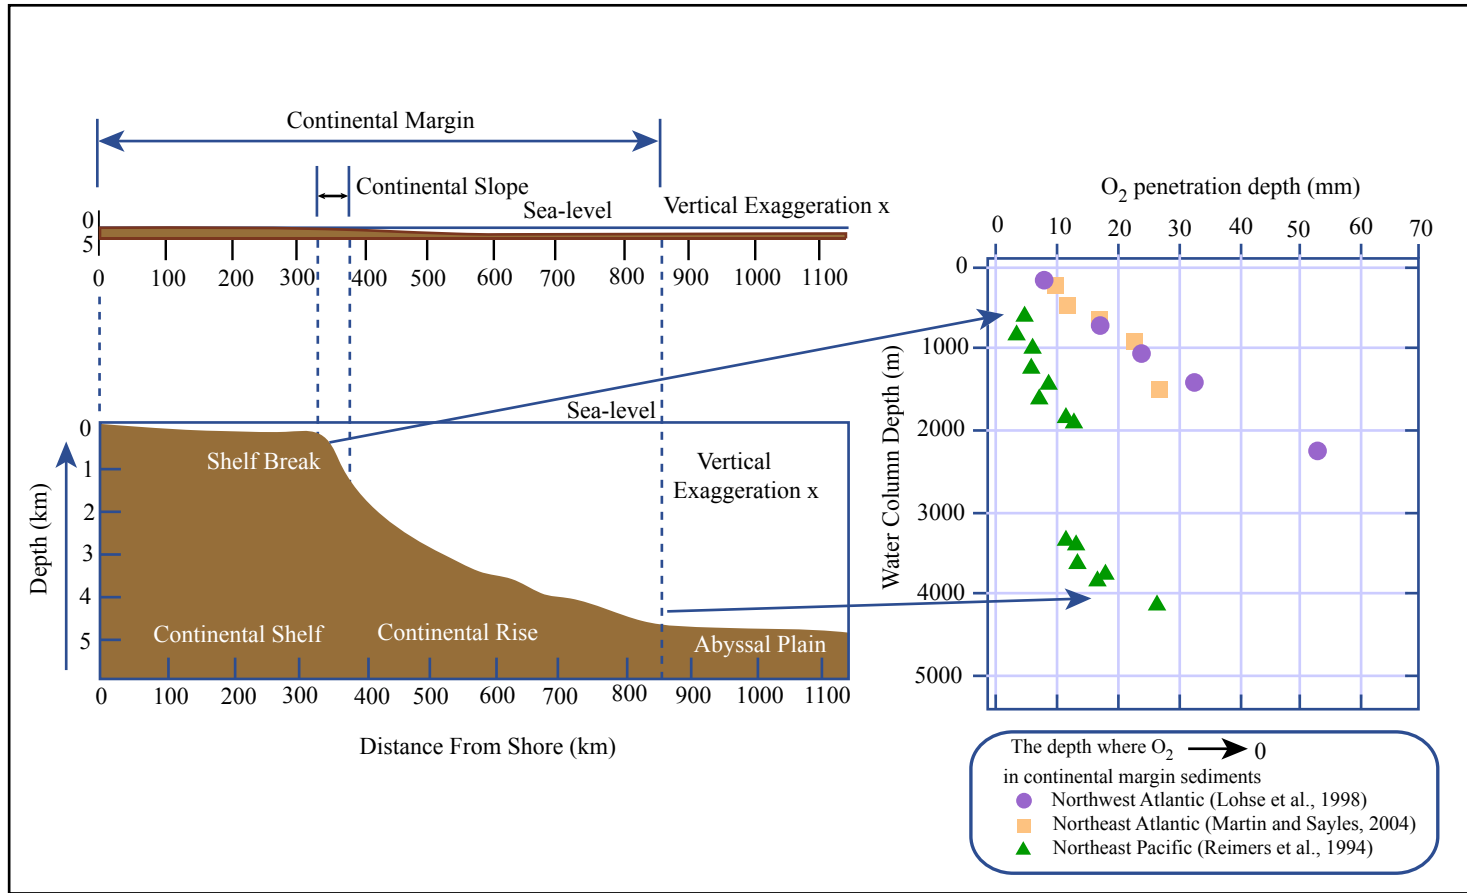 Continental Margin
Continental Slope
Sea-level
Vertical Exaggeration x
0
5
0 100 200 300 400 500 600 700 800 900 1000 1100
Sea-level
0
1
2
3
4
5
Depth (km)
Shelf Break
Vertical
Exaggeration x
Continental Shelf
Continental Rise
Abyssal Plain
0 100 200 300 400 500 600 700 800 900 1000 1100
Distance From Shore (km)
O2 penetration depth (mm)
0 10 20 30 40 50 60 70
0
1000
2000
3000
4000
5000
Water Column Depth (m)
The depth where O2 → 0
in continental margin sediments
Northwest Atlantic (Lohse et al., 1998)
Northeast Atlantic (Martin and Sayles, 2004)
Northeast Pacific (Reimers et al., 1994)